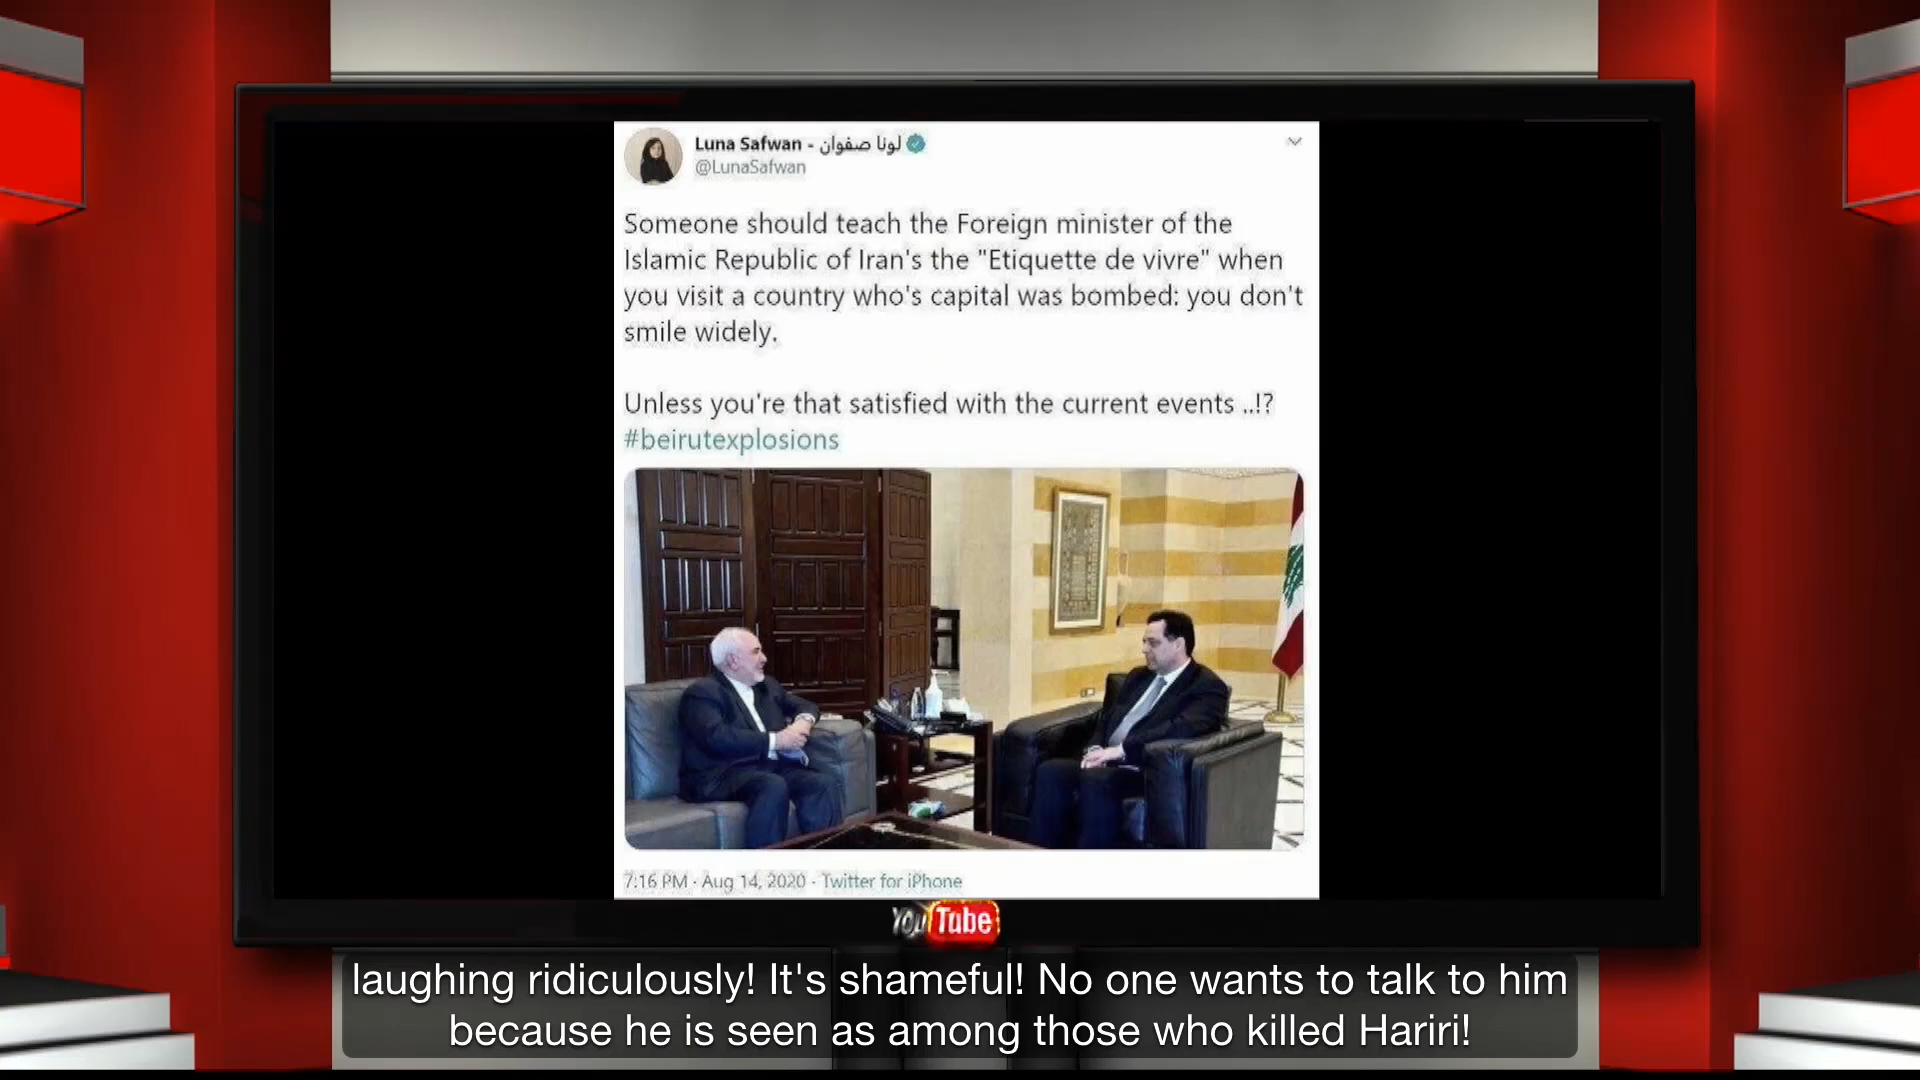 Luna Safwan - لونا صفوان
@LunaSafwan
Someone should teach the Foreign minister of the
Islamic Republic of Iran's the "Etiquette de vivre" when
you visit a country who's capital was bombed: you don't
smile widely.
Unless you're that satisfied with the current events ..!?
#beirutexplosions
7:16 PM · Aug 14, 2020 · Twitter for iPhone
YouTube
laughing ridiculously! It's shameful! No one wants to talk to him
because he is seen as among those who killed Hariri!